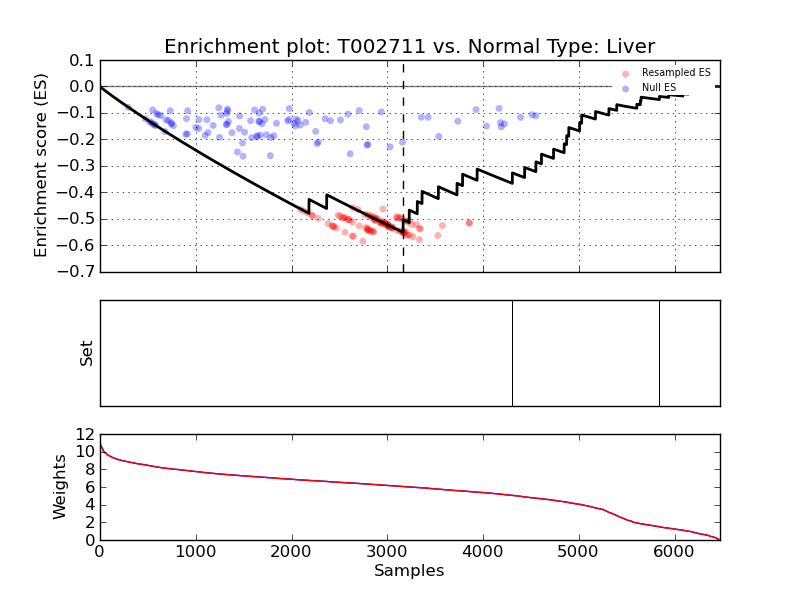 Enrichment plot: T002711 vs. Normal Type: Liver
Enrichment score (ES)
0.1
0.0
−0.1
−0.2
−0.3
−0.4
−0.5
−0.6
−0.7
Resampled ES
Null ES
Set
Weights
12
10
8
6
4
2
0
0 1000 2000 3000 4000 5000 6000
Samples